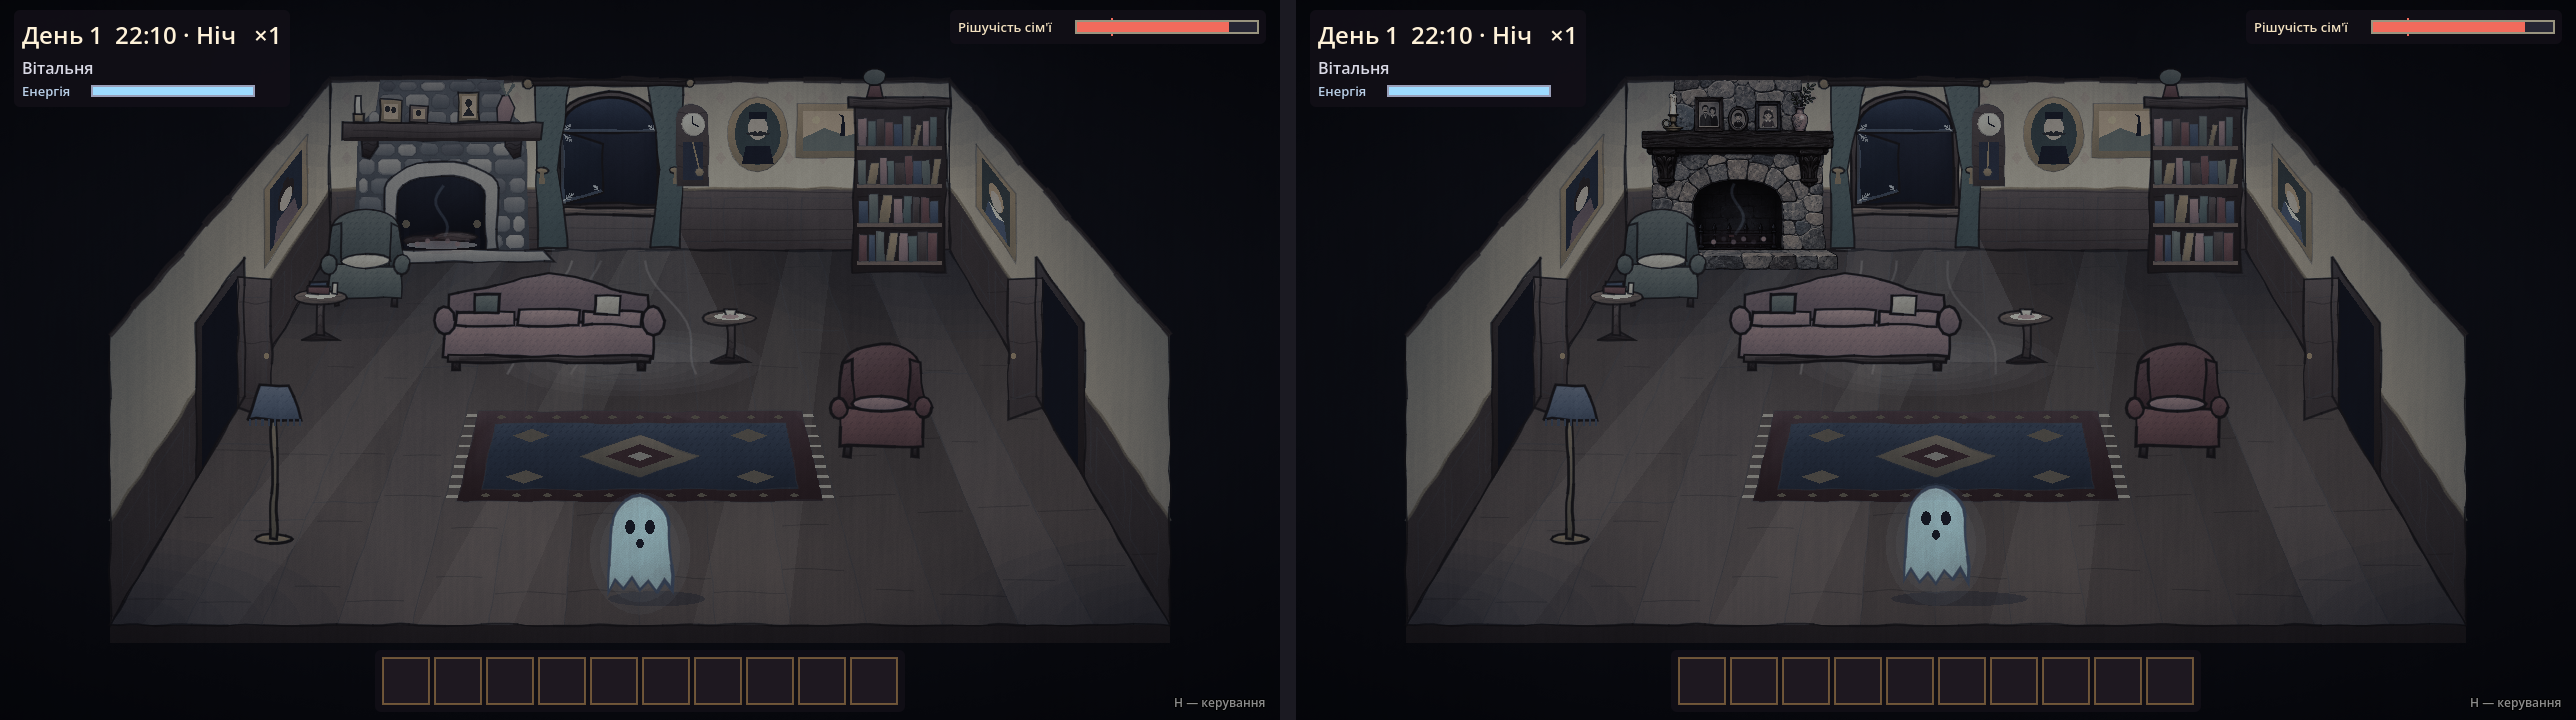 День 1 22:10 · Ніч ×1
Вітальня
Енергія
Рішучість сім'ї
H — керування
День 1 22:10 · Ніч ×1
Вітальня
Енергія
Рішучість сім'ї
H — керування